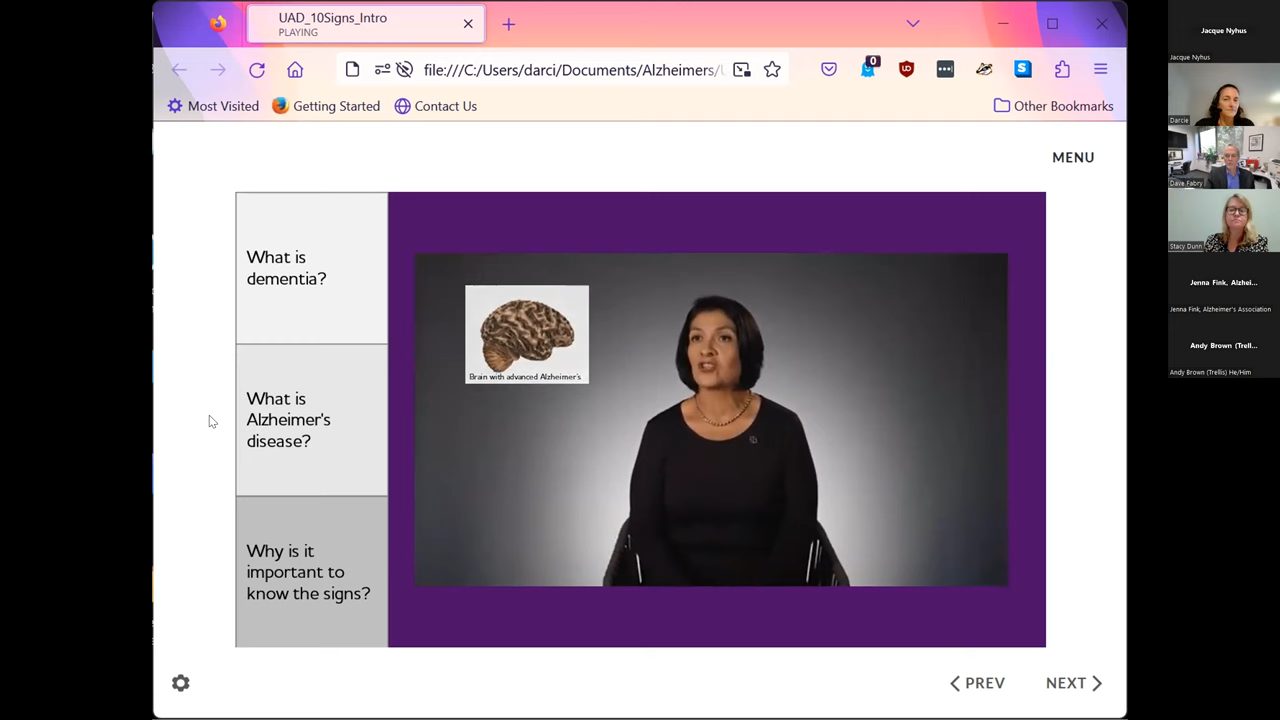 UAD_10Signs_Intro
PLAYING
file:///C:/Users/darci/Documents/Alzheimers/
0
Most Visited
Getting Started
Contact Us
Other Bookmarks
MENU
What is
dementia?
What is
Alzheimer's
disease?
Why is it
important to
know the signs?
Brain with advanced Alzheimer's
PREV
NEXT
Jacque Nyhus
Jacque Nyhus
Darcie
Dave Fabry
Stacy Dunn
Jenna Fink, Alzhei...
Jenna Fink, Alzheimer's Association
Andy Brown (Trell...
Andy Brown (Trellis) He/Him